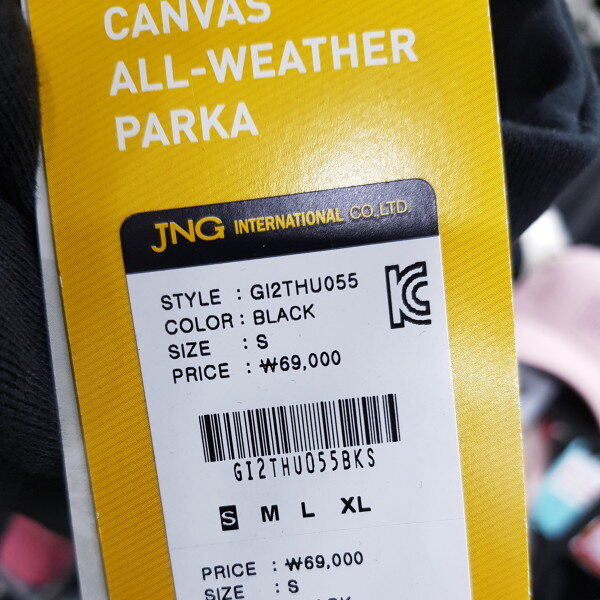 CANVAS
ALL-WEATHER
PARKA
JNG INTERNATIONAL CO.,LTD.
STYLE : GI2THU055
COLOR : BLACK
SIZE : S
PRICE : ₩69,000
GI2THU055BKS
S M L XL
PRICE : ₩69,000
SIZE : S
BLACK